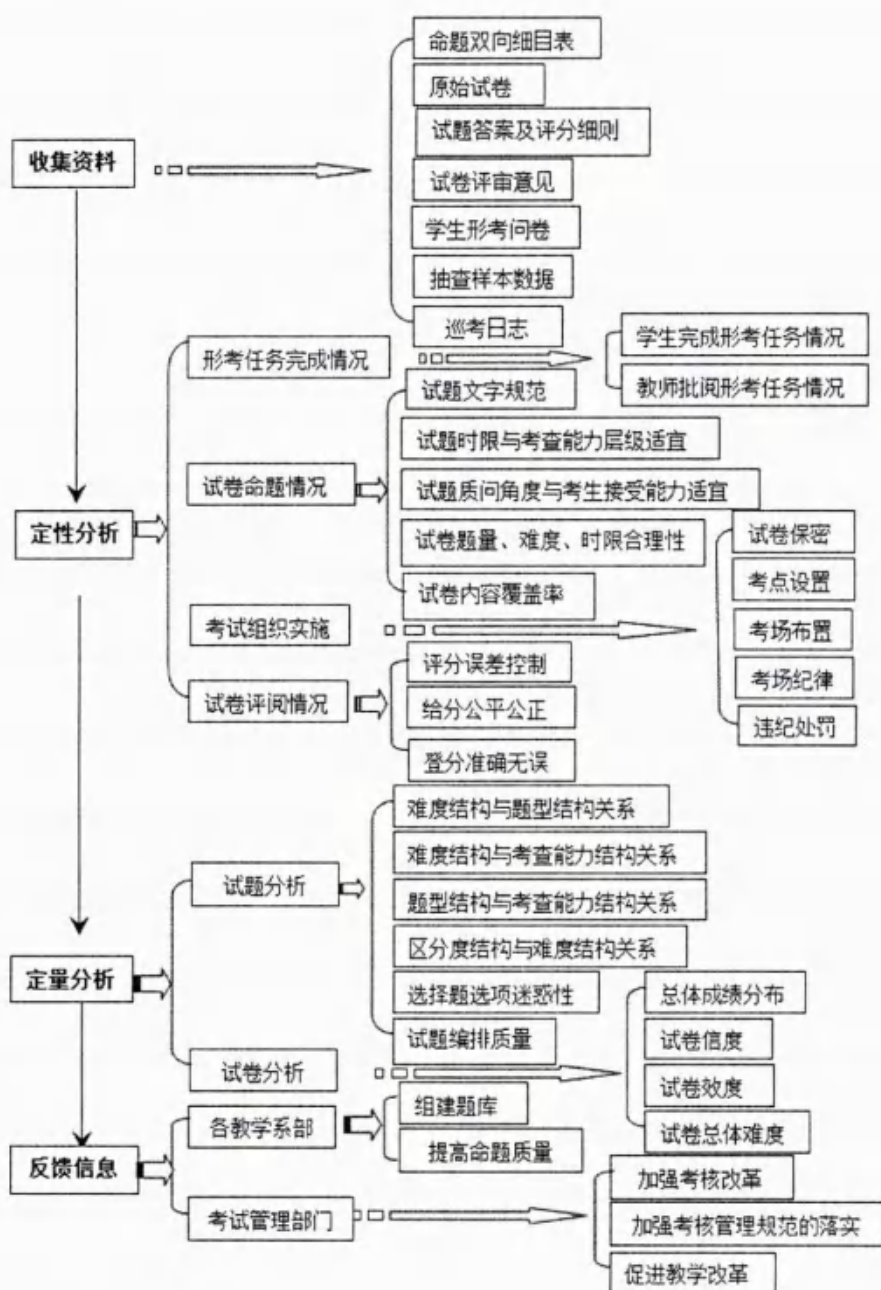 命题双向细目表
原始试卷
试题答案及评分细则
收集资料
试卷评审意见
学生形考问卷
抽查样本数据
巡考日志
形考任务完成情况
学生完成形考任务情况
教师批阅形考任务情况
试题文字规范
试题时限与考查能力层级适宜
试卷命题情况
试题质问角度与考生接受能力适宜
定性分析
试卷题量、难度、时限合理性
试卷内容覆盖率
试卷保密
考点设置
考试组织实施
考场布置
考场纪律
违纪处罚
评分误差控制
试卷评阅情况
给分公平公正
登分准确无误
难度结构与题型结构关系
难度结构与考查能力结构关系
试题分析
题型结构与考查能力结构关系
区分度结构与难度结构关系
定量分析
选择题选项迷惑性
试题编排质量
总体成绩分布
试卷信度
试卷分析
试卷效度
试卷总体难度
组建题库
各教学系部
提高命题质量
反馈信息
加强考核改革
考试管理部门
加强考核管理规范的落实
促进教学改革